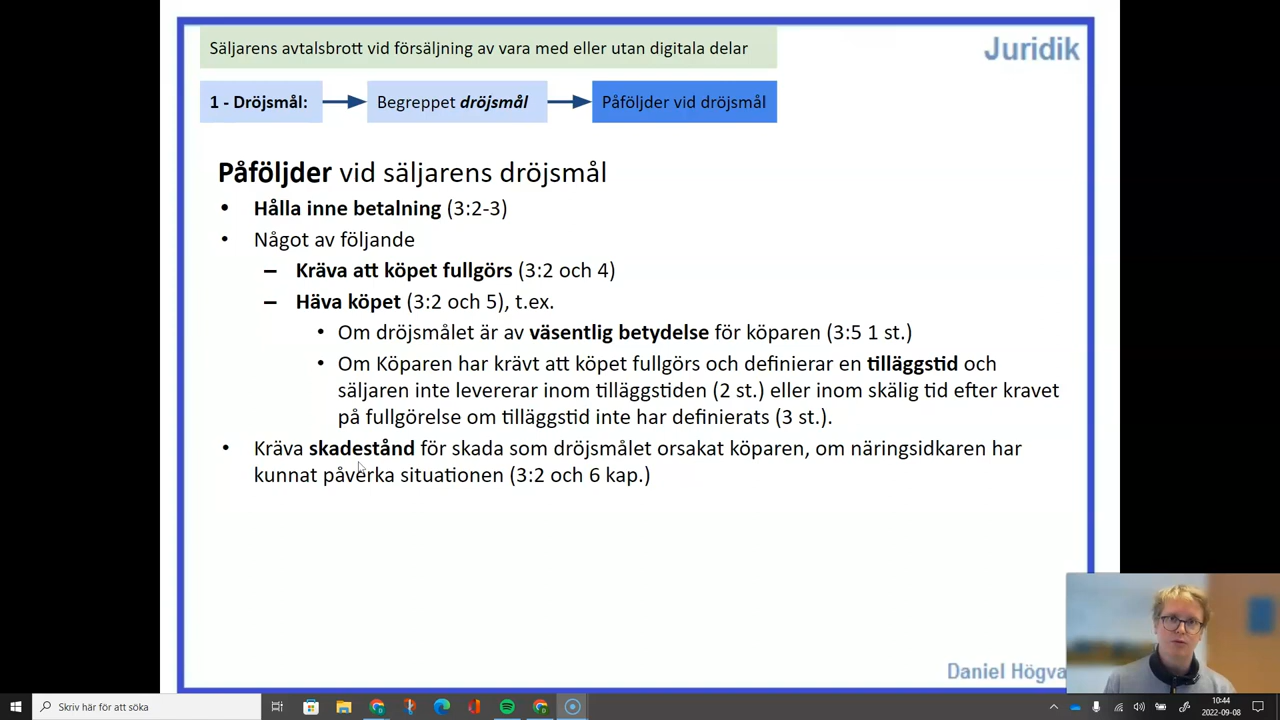 Säljarens avtalsbrott vid försäljning av vara med eller utan digitala delar
Juridik
1 - Dröjsmål:
Begreppet dröjsmål
Påföljder vid dröjsmål
Påföljder vid säljarens dröjsmål
• Hålla inne betalning (3:2-3)
• Något av följande
– Kräva att köpet fullgörs (3:2 och 4)
– Häva köpet (3:2 och 5), t.ex.
• Om dröjsmålet är av väsentlig betydelse för köparen (3:5 1 st.)
• Om Köparen har krävt att köpet fullgörs och definierar en tilläggstid och
säljaren inte levererar inom tilläggstiden (2 st.) eller inom skälig tid efter kravet
på fullgörelse om tilläggstid inte har definierats (3 st.).
• Kräva skadestånd för skada som dröjsmålet orsakat köparen, om näringsidkaren har
kunnat påverka situationen (3:2 och 6 kap.)
Daniel Högva
Skriv här för att söka
10:44
2022-09-08